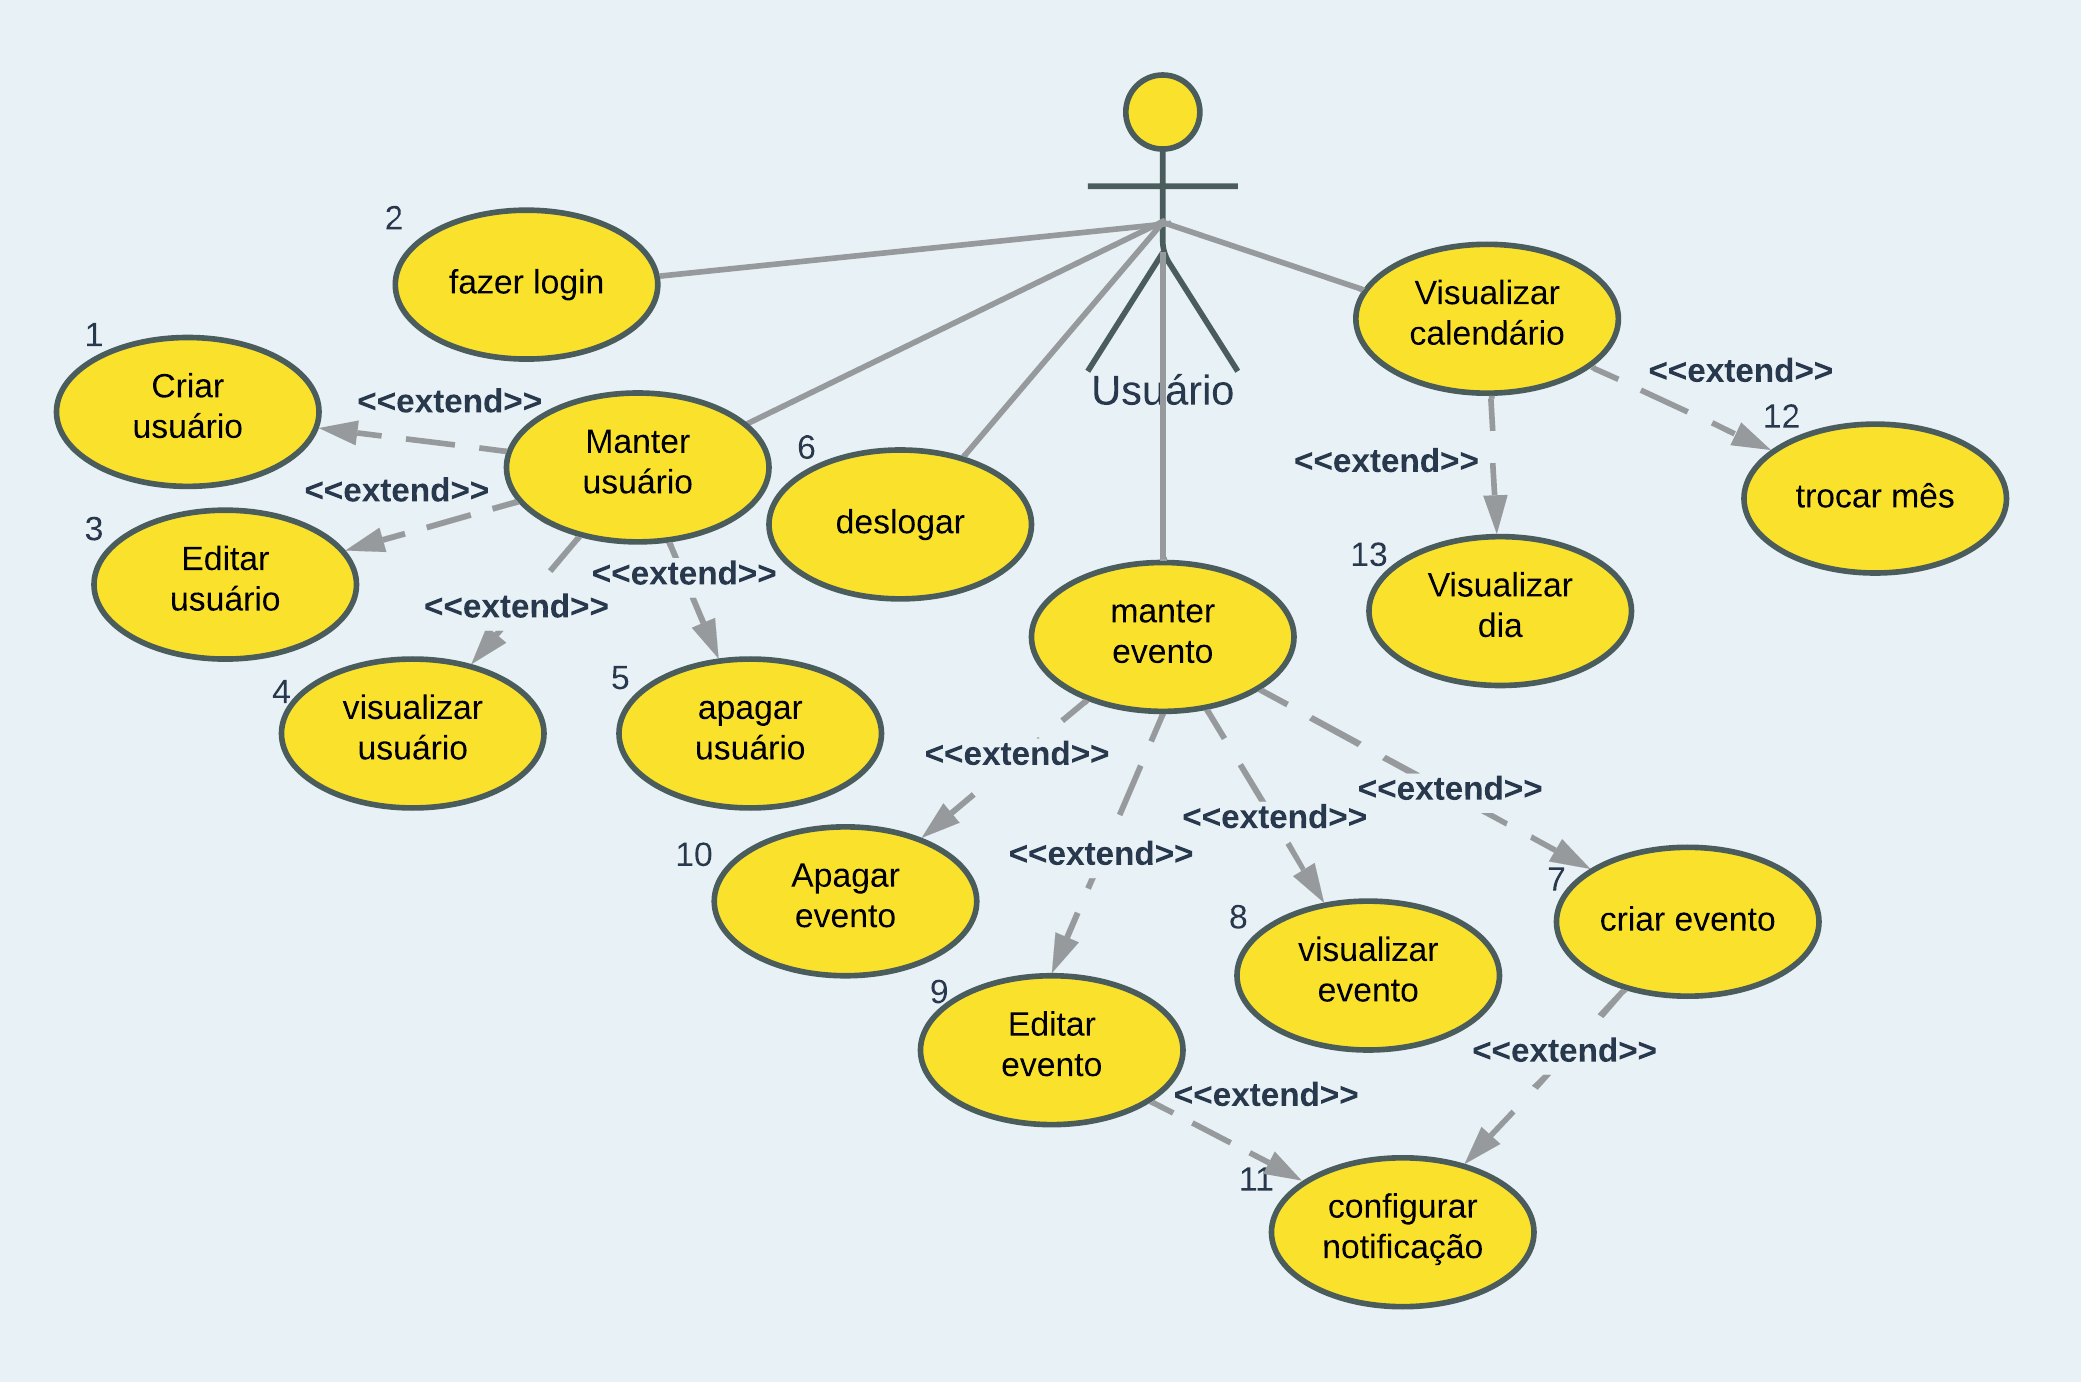 2
fazer login
Visualizar
calendário
1
Criar
usuário
<<extend>>
Manter
usuário
6
deslogar
Usuário
<<extend>>
12
trocar mês
<<extend>>
13
Visualizar
dia
<<extend>>
3
Editar
usuário
<<extend>>
<<extend>>
4
visualizar
usuário
5
apagar
usuário
manter
evento
<<extend>>
<<extend>>
<<extend>>
<<extend>>
10
Apagar
evento
9
Editar
evento
8
visualizar
evento
7
criar evento
<<extend>>
<<extend>>
11
configurar
notificação